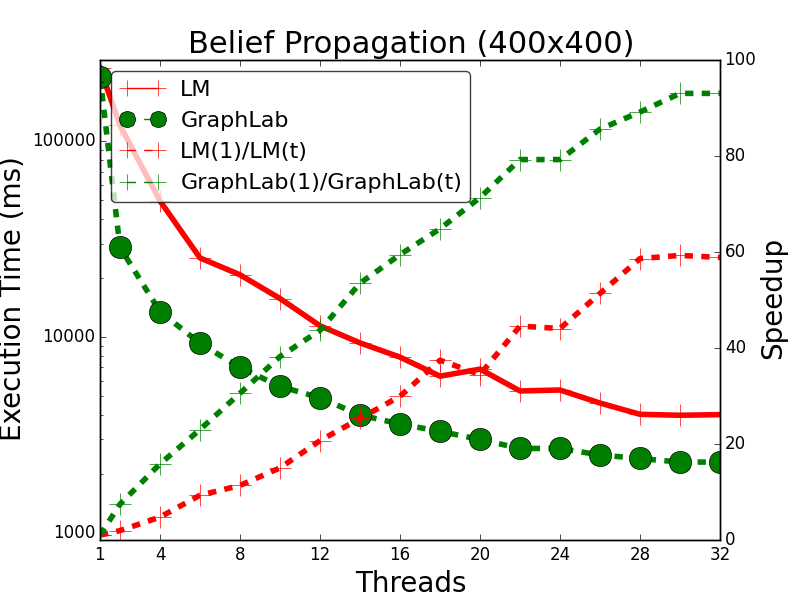 Belief Propagation (400x400)
LM
GraphLab
LM(1)/LM(t)
GraphLab(1)/GraphLab(t)
Execution Time (ms)
100000
10000
1000
100
80
60
40
20
0
Speedup
1 4 8 12 16 20 24 28 32
Threads